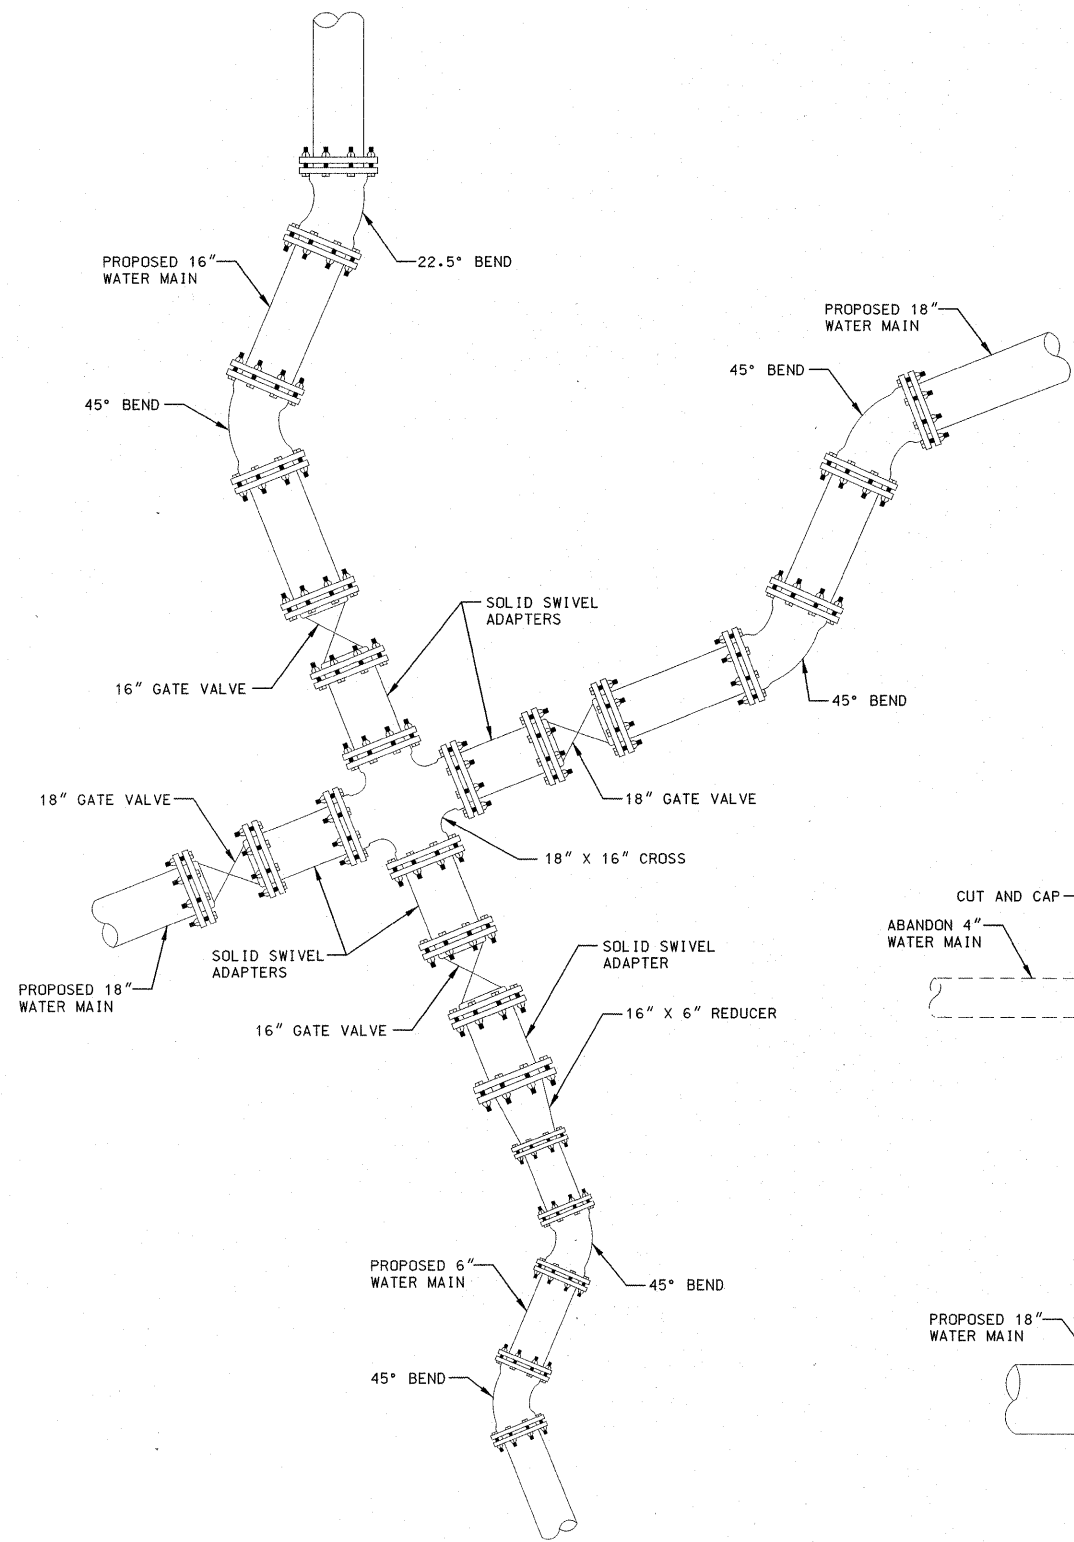 22.5° BEND
PROPOSED 16"
WATER MAIN
PROPOSED 18"
WATER MAIN
45° BEND
45° BEND
SOLID SWIVEL
ADAPTERS
16" GATE VALVE
45° BEND
18" GATE VALVE
18" GATE VALVE
18" X 16" CROSS
CUT AND CAP
ABANDON 4"
WATER MAIN
SOLID SWIVEL
ADAPTERS
SOLID SWIVEL
ADAPTER
PROPOSED 18"
WATER MAIN
16" GATE VALVE
16" X 6" REDUCER
PROPOSED 6"
WATER MAIN
45° BEND
PROPOSED 18"
WATER MAIN
45° BEND